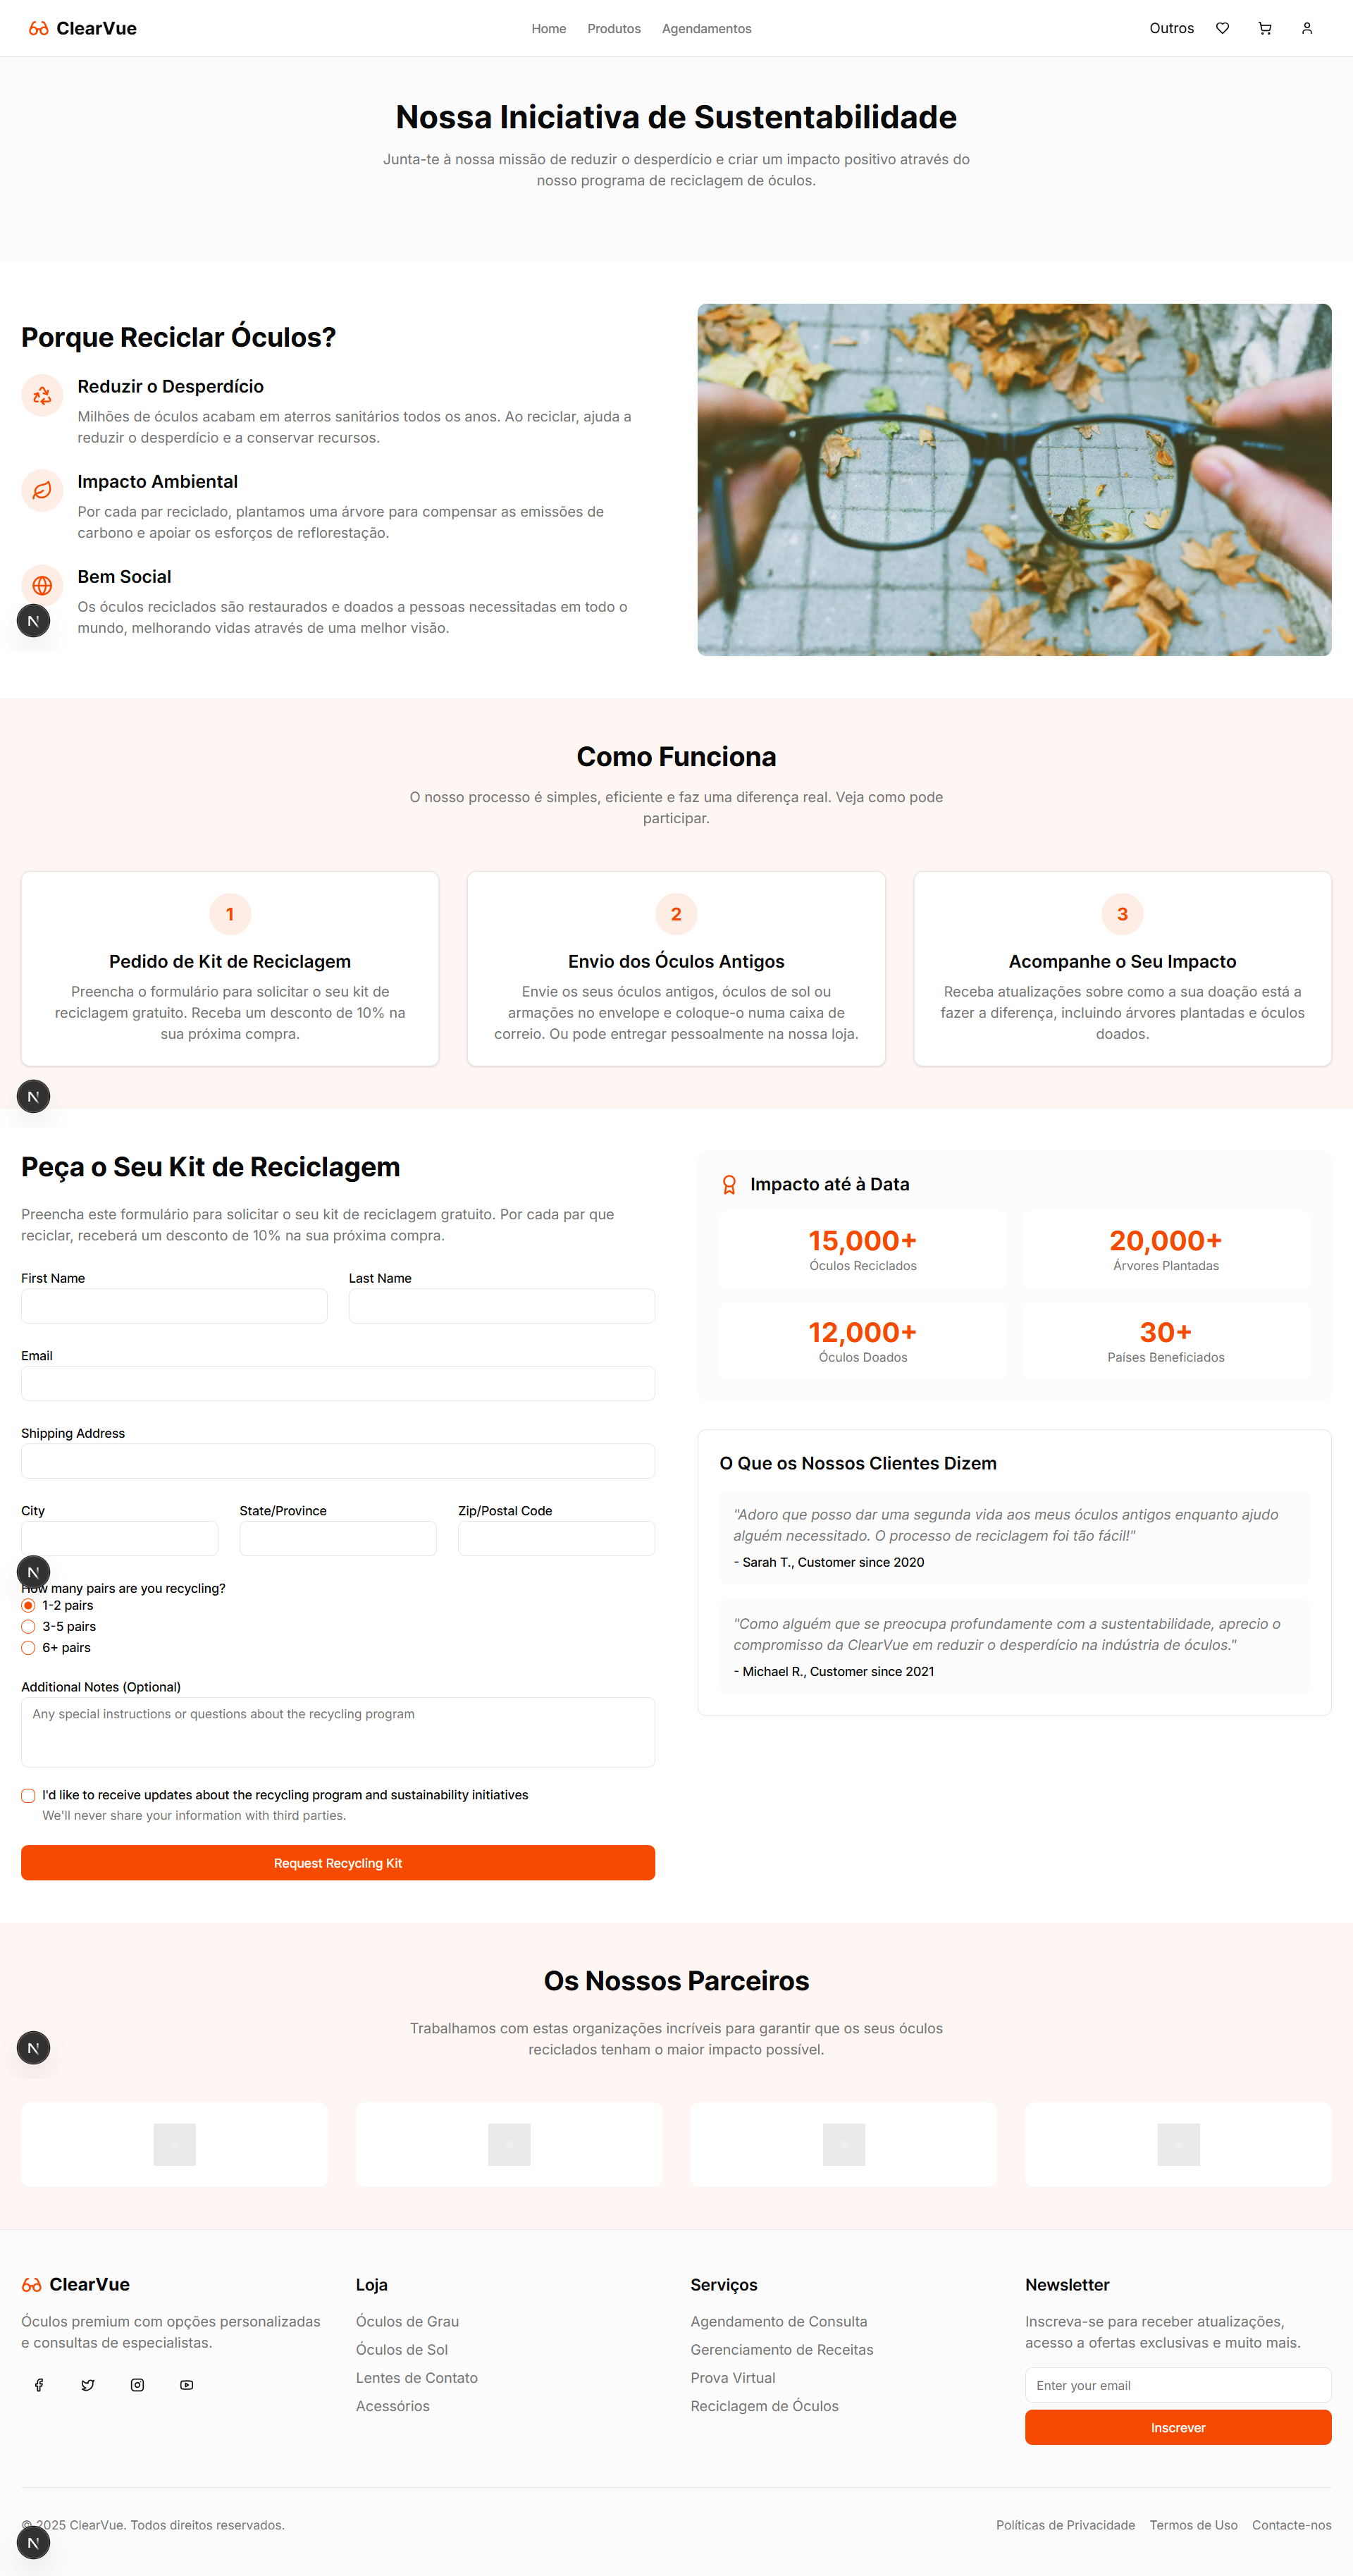 ClearVue
Home Produtos Agendamentos
Outros
Nossa Iniciativa de Sustentabilidade
Junta-te à nossa missão de reduzir o desperdício e criar um impacto positivo através do
nosso programa de reciclagem de óculos.
Porque Reciclar Óculos?
Reduzir o Desperdício
Milhões de óculos acabam em aterros sanitários todos os anos. Ao reciclar, ajuda a
reduzir o desperdício e a conservar recursos.
Impacto Ambiental
Por cada par reciclado, plantamos uma árvore para compensar as emissões de
carbono e apoiar os esforços de reflorestação.
Bem Social
Os óculos reciclados são restaurados e doados a pessoas necessitadas em todo o
mundo, melhorando vidas através de uma melhor visão.
N
Como Funciona
O nosso processo é simples, eficiente e faz uma diferença real. Veja como pode
participar.
1
Pedido de Kit de Reciclagem
Preencha o formulário para solicitar o seu kit de
reciclagem gratuito. Receba um desconto de 10% na
sua próxima compra.
2
Envio dos Óculos Antigos
Envie os seus óculos antigos, óculos de sol ou
armações no envelope e coloque-o numa caixa de
correio. Ou pode entregar pessoalmente na nossa loja.
3
Acompanhe o Seu Impacto
Receba atualizações sobre como a sua doação está a
fazer a diferença, incluindo árvores plantadas e óculos
doados.
N
Peça o Seu Kit de Reciclagem
Preencha este formulário para solicitar o seu kit de reciclagem gratuito. Por cada par que
reciclar, receberá um desconto de 10% na sua próxima compra.
First Name Last Name
Email
Shipping Address
City State/Province Zip/Postal Code
N
How many pairs are you recycling?
1-2 pairs
3-5 pairs
6+ pairs
Additional Notes (Optional)
Any special instructions or questions about the recycling program
I'd like to receive updates about the recycling program and sustainability initiatives
We'll never share your information with third parties.
Request Recycling Kit
Impacto até à Data
15,000+
Óculos Reciclados
20,000+
Árvores Plantadas
12,000+
Óculos Doados
30+
Países Beneficiados
O Que os Nossos Clientes Dizem
"Adoro que posso dar uma segunda vida aos meus óculos antigos enquanto ajudo
alguém necessitado. O processo de reciclagem foi tão fácil!"
- Sarah T., Customer since 2020
"Como alguém que se preocupa profundamente com a sustentabilidade, aprecio o
compromisso da ClearVue em reduzir o desperdício na indústria de óculos."
- Michael R., Customer since 2021
Os Nossos Parceiros
Trabalhamos com estas organizações incríveis para garantir que os seus óculos
reciclados tenham o maior impacto possível.
N
ClearVue
Óculos premium com opções personalizadas
e consultas de especialistas.
Loja
Óculos de Grau
Óculos de Sol
Lentes de Contato
Acessórios
Serviços
Agendamento de Consulta
Gerenciamento de Receitas
Prova Virtual
Reciclagem de Óculos
Newsletter
Inscreva-se para receber atualizações,
acesso a ofertas exclusivas e muito mais.
Enter your email
Inscrever
© 2025 ClearVue. Todos direitos reservados.
Políticas de Privacidade Termos de Uso Contacte-nos
N